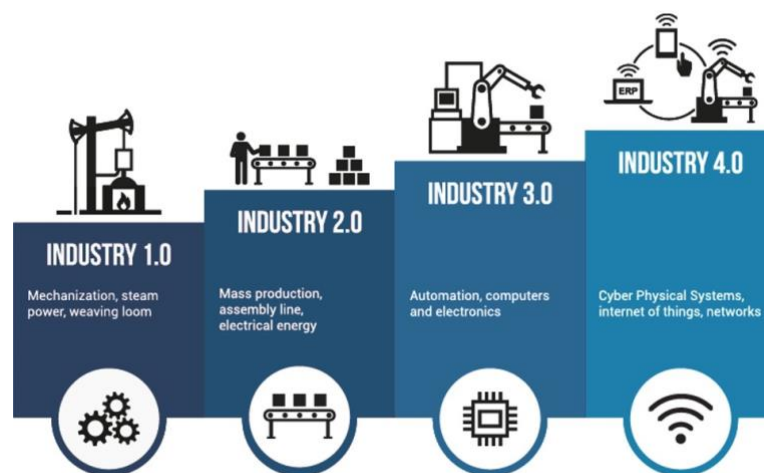 ERP
INDUSTRY 1.0
Mechanization, steam
power, weaving loom
INDUSTRY 2.0
Mass production,
assembly line,
electrical energy
INDUSTRY 3.0
Automation, computers
and electronics
INDUSTRY 4.0
Cyber Physical Systems,
internet of things, networks